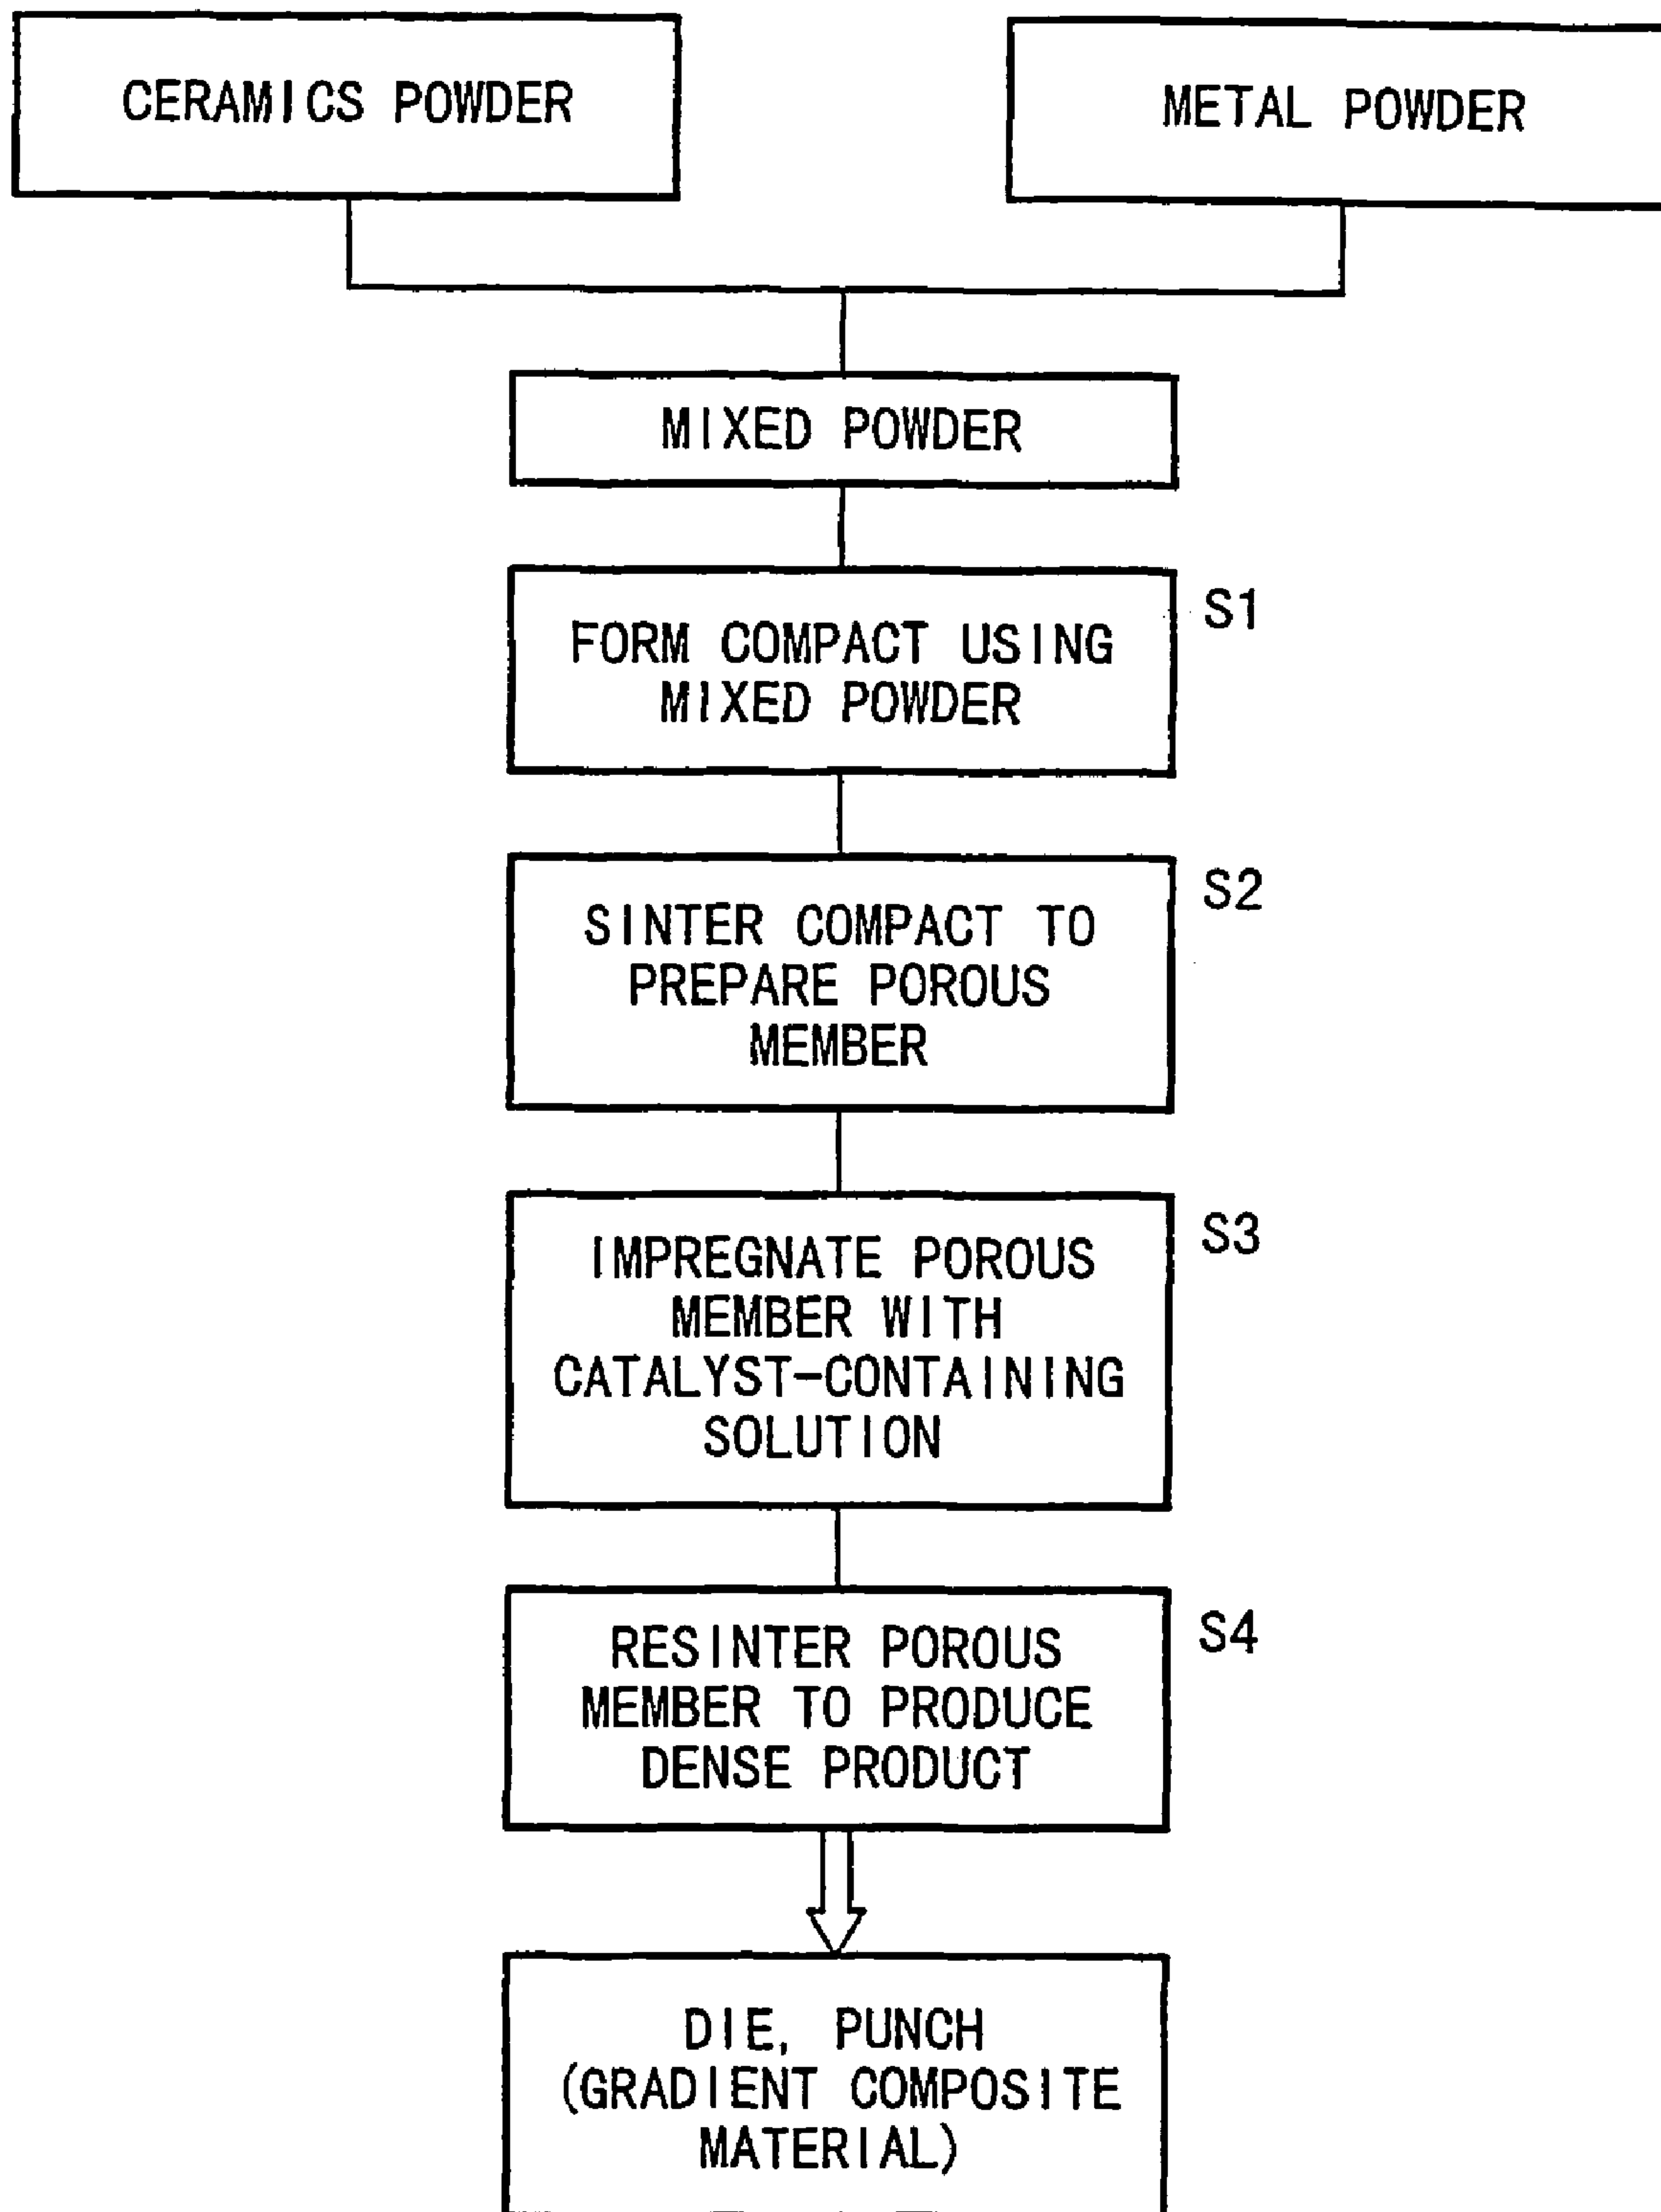 CERAMICS POWDER
METAL POWDER
MIXED POWDER
FORM COMPACT USING
MIXED POWDER
S1
SINTER COMPACT TO
PREPARE POROUS
MEMBER
S2
IMPREGNATE POROUS
MEMBER WITH
CATALYST-CONTAINING
SOLUTION
S3
RESINTER POROUS
MEMBER TO PRODUCE
DENSE PRODUCT
S4
DIE, PUNCH
(GRADIENT COMPOSITE
MATERIAL)